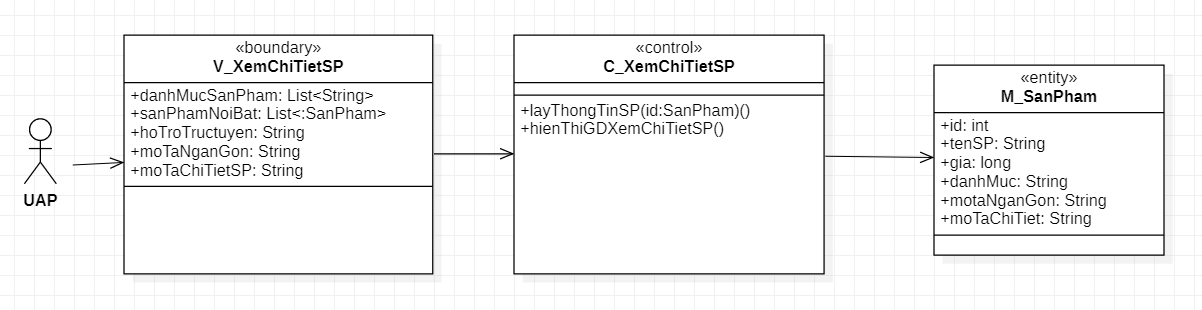 UAP
«boundary»
V_XemChiTietSP
+danhMucSanPham: List<String>
+sanPhamNoiBat: List<:SanPham>
+hoTroTructuyen: String
+moTaNganGon: String
+moTaChiTietSP: String
«control»
C_XemChiTietSP
+layThongTinSP(id:SanPham)()
+hienThiGDXemChiTietSP()
«entity»
M_SanPham
+id: int
+tenSP: String
+gia: long
+danhMuc: String
+motaNganGon: String
+moTaChiTiet: String